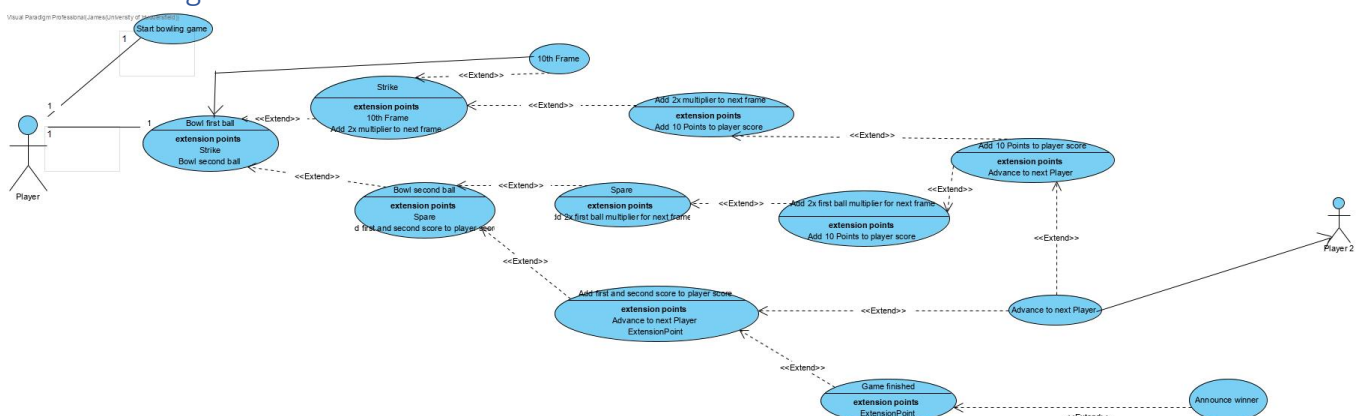 Visual Paradigm Professional(James(University of
Start bowling game
1
1
1
1
10th Frame
<<Extend>>
Strike
extension points
10th Frame
Add 2x multiplier to next frame
<<Extend>>
Add 2x multiplier to next frame
extension points
Add 10 Points to player score
<<Extend>>
Bowl first ball
extension points
Strike
Bowl second ball
<<Extend>>
Add 10 Points to player score
extension points
Advance to next Player
<<Extend>>
Player
Bowl second ball
extension points
Spare
d first and second score to player
<<Extend>>
Spare
extension points
2x first ball multiplier for next frame
<<Extend>>
Add 2x first ball multiplier for next frame
extension points
Add 10 Points to player score
<<Extend>>
<<Extend>>
Player 2
<<Extend>>
Add first and second score to player score
extension points
Advance to next Player
ExtensionPoint
<<Extend>>
Advance to next Player
<<Extend>>
Game finished
extension points
ExtensionPoint
Announce winner